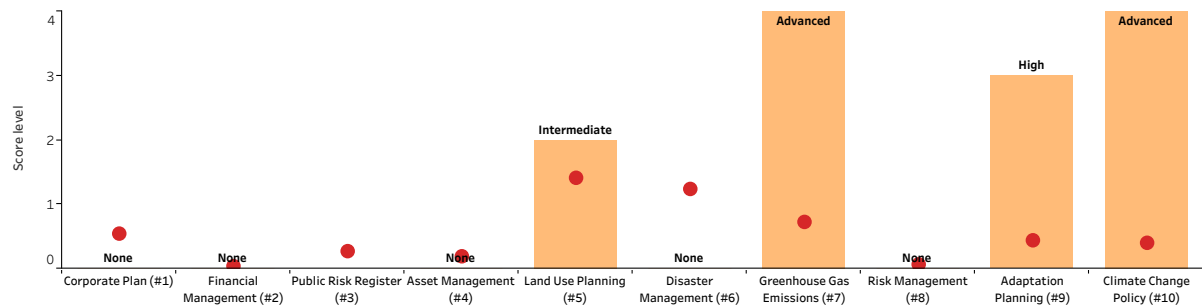 4
Advanced
Advanced
3
High
Score level
2
Intermediate
1
0
None
None
None
None
None
None
Corporate Plan (#1)
Financial
Management (#2)
Public Risk Register
(#3)
Asset Management
(#4)
Land Use Planning
(#5)
Disaster
Management (#6)
Greenhouse Gas
Emissions (#7)
Risk Management
(#8)
Adaptation
Planning (#9)
Climate Change
Policy (#10)